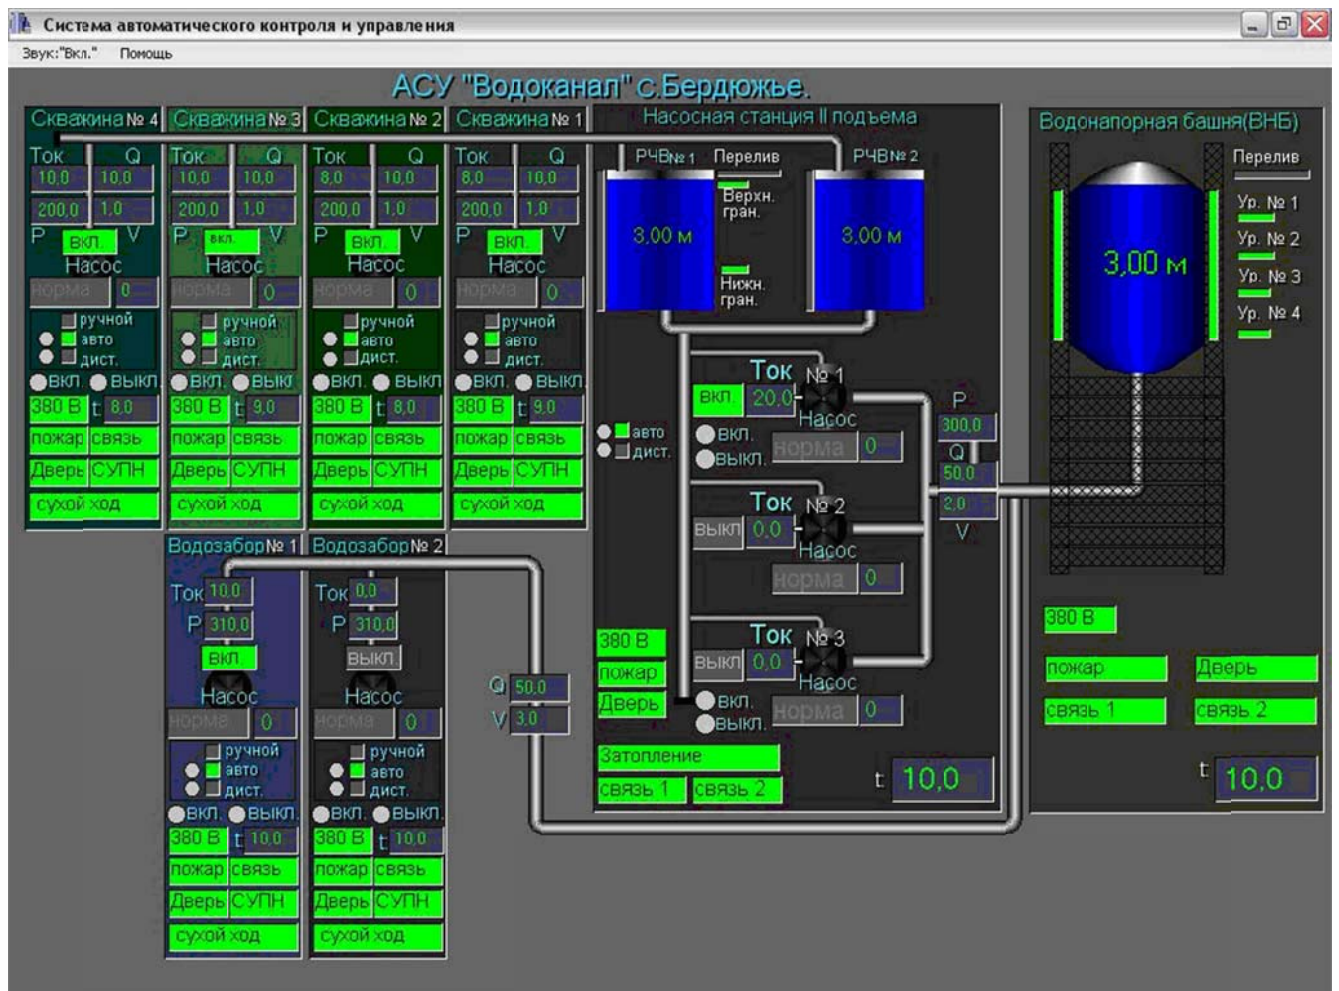 Система автоматического контроля и управления
Звук:"Вкл." Помощь
АСУ "Водоканал" с.Бердюжье.
Скважина № 4
Ток Q
10,0 10,0
200,0 1,0
P ВКЛ. V
Насос
норма 0
ручной
авто
дист.
ВКЛ. ВЫКЛ.
380 В t: 8,0
пожар связь
Дверь СУПН
сухой ход
Скважина № 3
Ток Q
10,0 10,0
200,0 1,0
P вкл. V
Насос
норма 0
ручной
авто
дист.
ВКЛ. ВЫКЛ
380 В t: 9,0
пожар связь
Дверь СУПН
сухой ход
Скважина № 2
Ток Q
8,0 10,0
200,0 1,0
P ВКЛ. V
Насос
норма 0
ручной
авто
дист.
ВКЛ. ВЫКЛ.
380 В t: 8,0
пожар связь
Дверь СУПН
сухой ход
Скважина № 1
Ток Q
8,0 10,0
200,0 1,0
P ВКЛ. V
Насос
норма 0
ручной
авто
дист.
ВКЛ. ВЫКЛ.
380 В t: 9,0
пожар связь
Дверь СУПН
сухой ход
Насосная станция II подъема
РЧВ№ 1 Перелив РЧВ№ 2
Верхн.
гран.
3,00 м 3,00 м
Нижн.
гран.
Ток № 1
ВКЛ. 20,0
Насос
авто
дист.
ВКЛ.
ВЫКЛ.
норма 0
Ток № 2
ВЫКЛ 0,0
Насос
норма 0
Ток № 3
ВЫКЛ 0,0
Насос
ВКЛ.
ВЫКЛ.
норма 0
P
300,0
Q
50,0
2,0
V
380 В
пожар
Дверь
Затопление
связь 1 связь 2
t: 10,0
Водонапорная башня(ВНБ)
Перелив
Ур. № 1
Ур. № 2
3,00 м
Ур. № 3
Ур. № 4
380 В
пожар Дверь
связь 1 связь 2
t: 10,0
Водозабор№ 1
Ток 10,0
P 310,0
ВКЛ.
Насос
норма 0
ручной
авто
дист.
ВКЛ. ВЫКЛ.
380 В t: 10,0
пожар связь
Дверь СУПН
сухой ход
Водозабор№ 2
Ток 0,0
P 310,0
ВЫКЛ.
Насос
норма 0
ручной
авто
дист.
ВКЛ. ВЫКЛ.
380 В t: 10,0
пожар связь
Дверь СУПН
сухой ход
Q 50,0
V 3,0